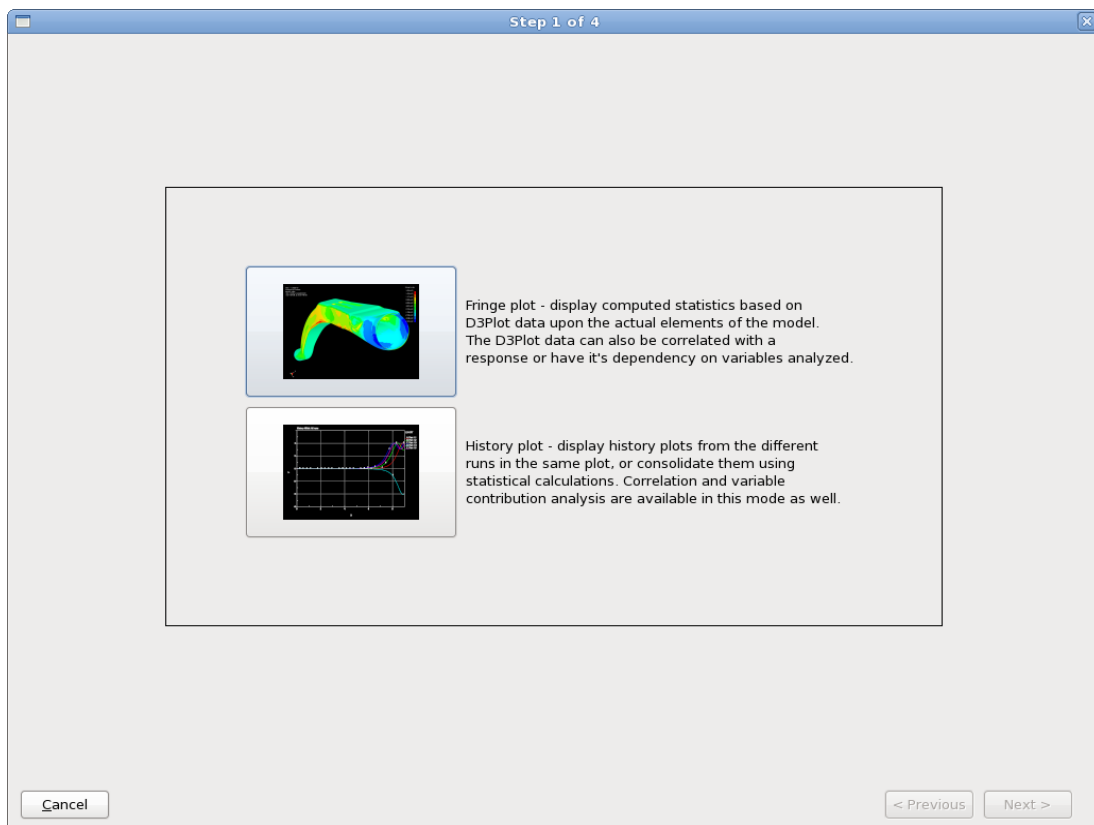 Step 1 of 4
Fringe plot - display computed statistics based on
D3Plot data upon the actual elements of the model.
The D3Plot data can also be correlated with a
response or have it's dependency on variables analyzed.
History plot - display history plots from the different
runs in the same plot, or consolidate them using
statistical calculations. Correlation and variable
contribution analysis are available in this mode as well.
Cancel
< Previous
Next >